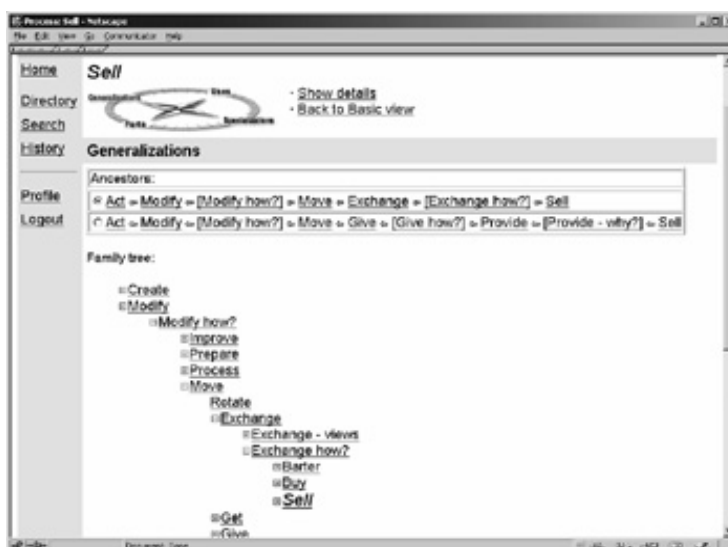 Process: Sell - Netscape
File Edit View Go Communicator Help
Home
Directory
Search
History
Profile
Logout
Sell
Generalizations
Uses
Parts
Specializations
- Show details
- Back to Basic view
Generalizations
Ancestors:
Act Modify [Modify how?] Move Exchange [Exchange how?] Sell
Act Modify [Modify how?] Move Give [Give how?] Provide [Provide - why?] Sell
Family tree:
Create
Modify
Modify how?
Improve
Prepare
Process
Move
Rotate
Exchange
Exchange - views
Exchange how?
Barter
Buy
Sell
Get
Give